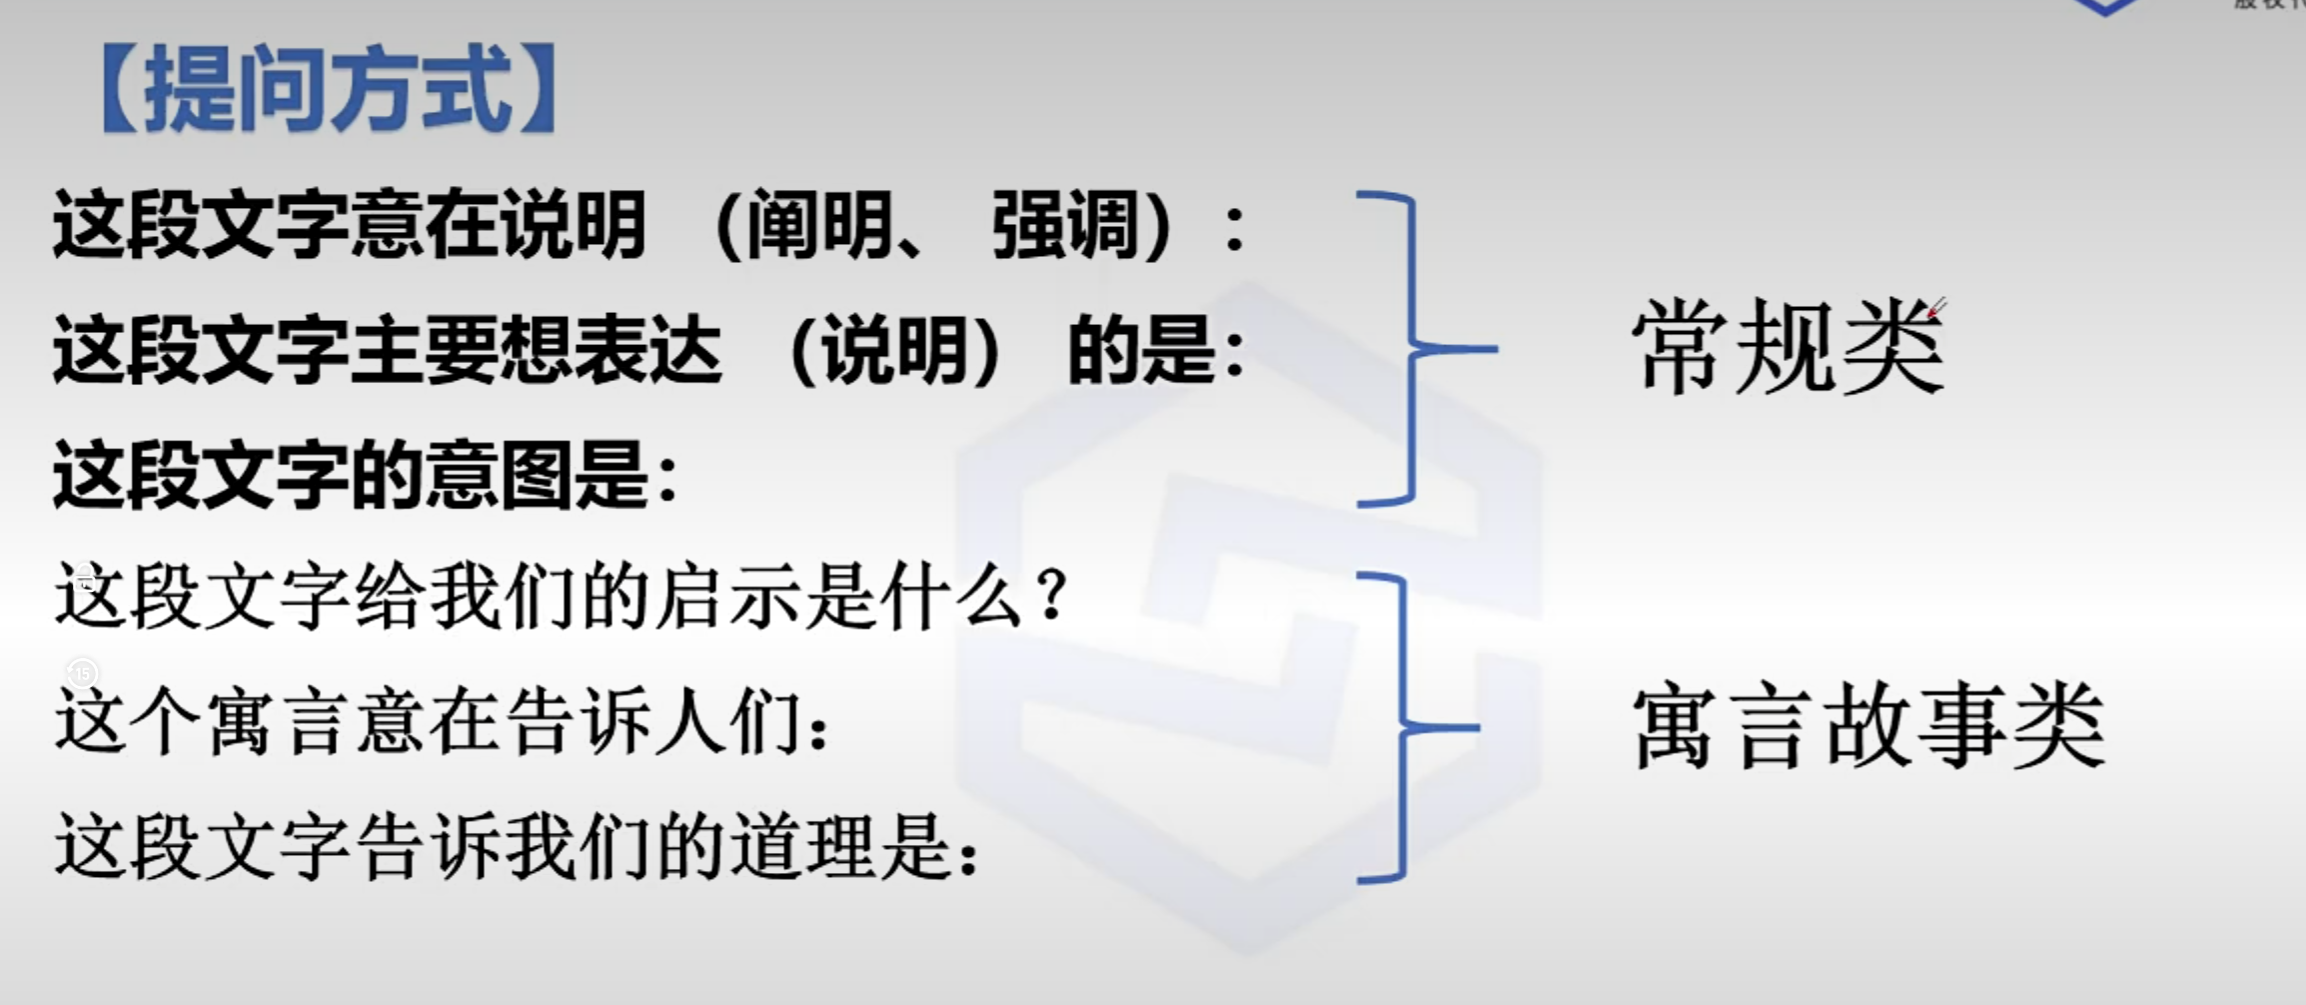 【提问方式】
这段文字意在说明 （阐明、 强调）：
这段文字主要想表达 （说明） 的是：
这段文字的意图是：
常规类
这段文字给我们的启示是什么？
这个寓言意在告诉人们：
这段文字告诉我们的道理是：
寓言故事类
15